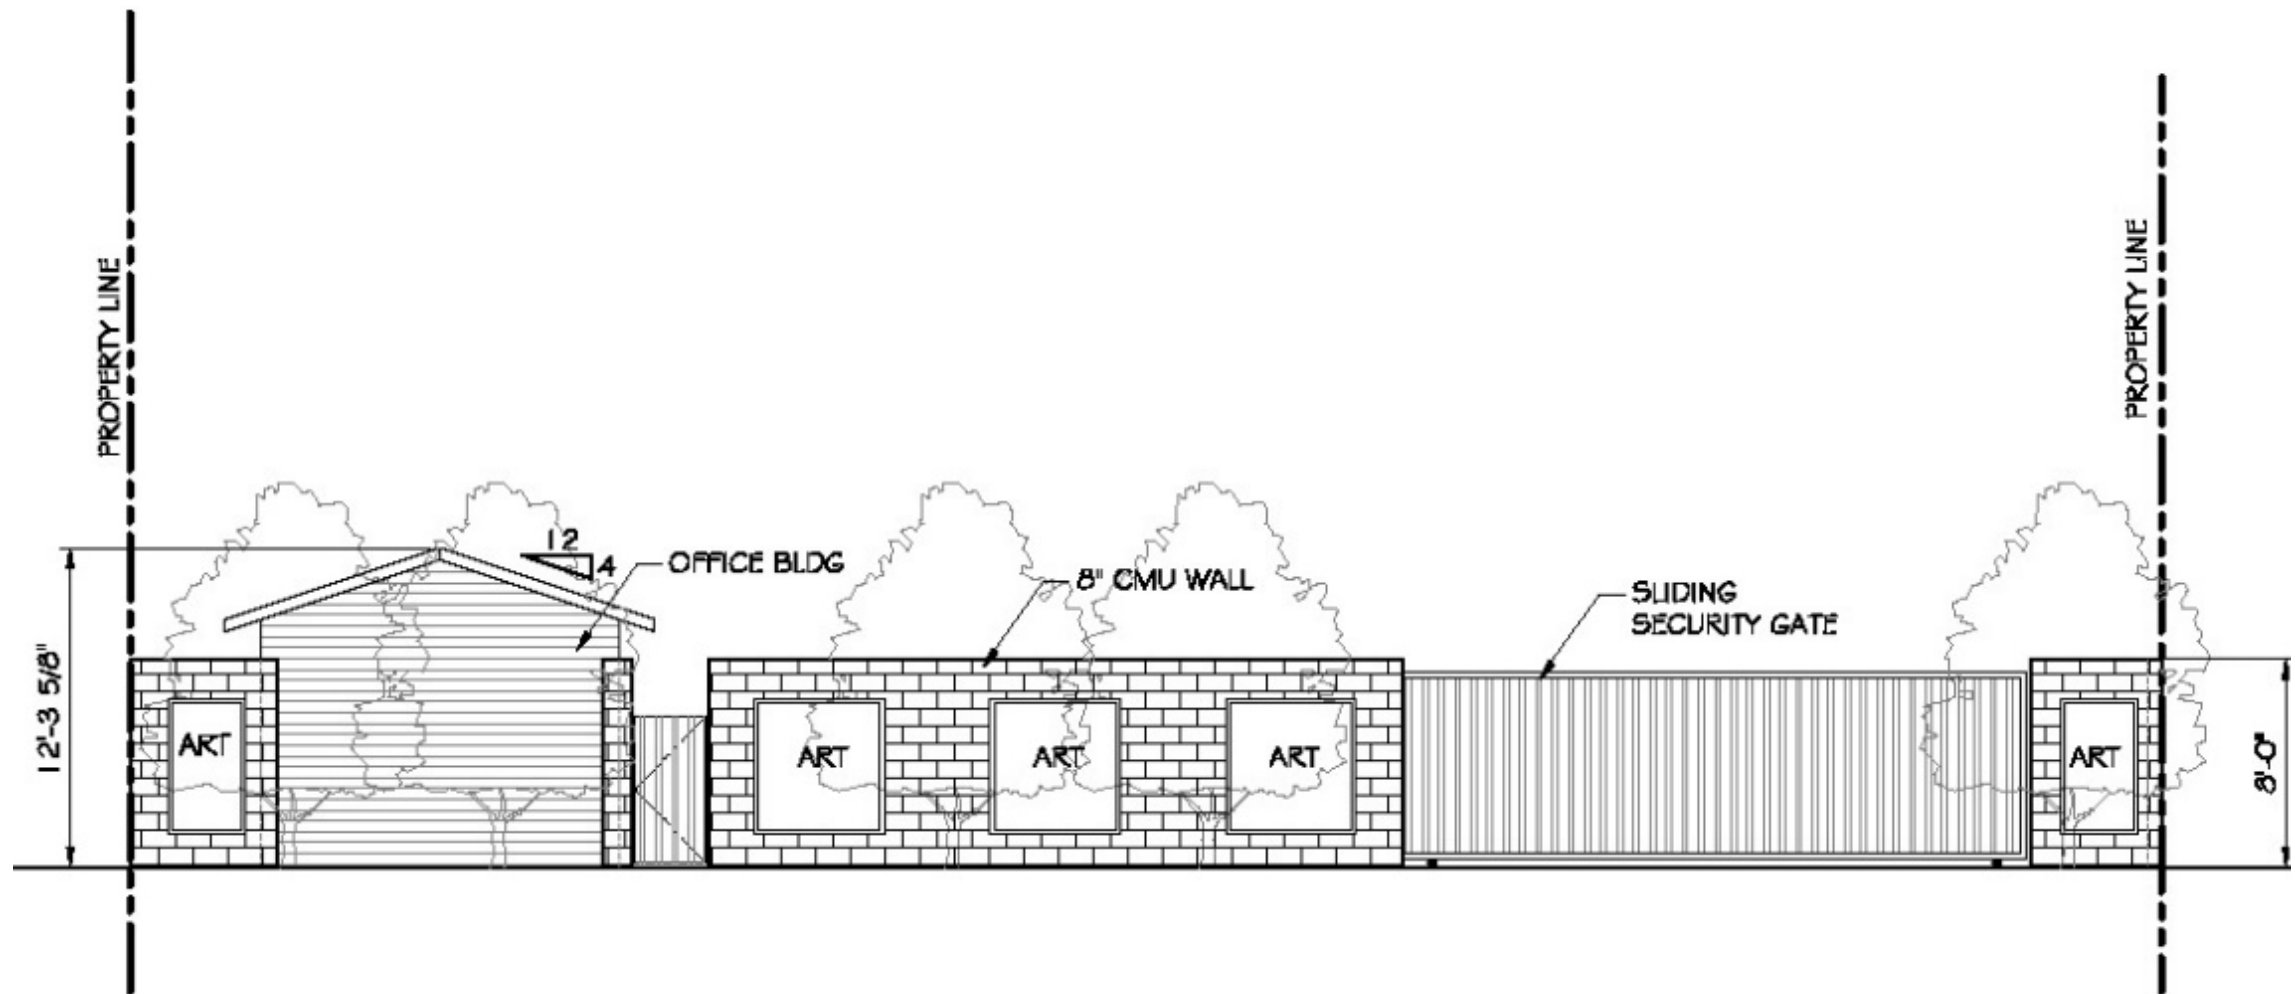 PROPERTY LINE
PROPERTY LINE
12
4
OFFICE BLDG
8" CMU WALL
SLIDING
SECURITY GATE
12'-3 5/8"
8'-0"
ART
ART
ART
ART
ART